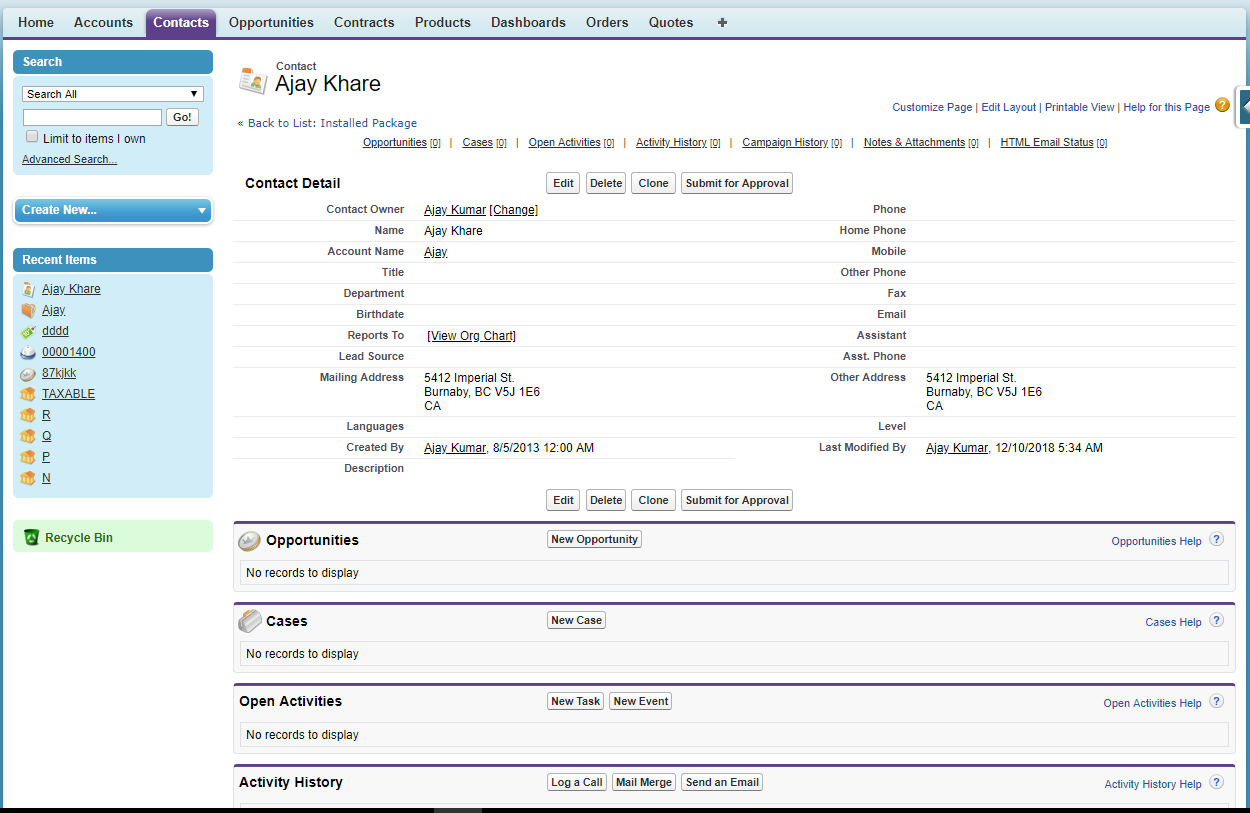 Home Accounts Contacts Opportunities Contracts Products Dashboards Orders Quotes +
Search
Search All
Go!
Limit to items I own
Advanced Search...
Create New...
Recent Items
Ajay Khare
Ajay
dddd
00001400
87kjkk
TAXABLE
R
Q
P
N
Recycle Bin
Contact
Ajay Khare
Customize Page | Edit Layout | Printable View | Help for this Page ?
« Back to List: Installed Package
Opportunities [0] | Cases [0] | Open Activities [0] | Activity History [0] | Campaign History [0] | Notes & Attachments [0] | HTML Email Status [0]
Contact Detail Edit Delete Clone Submit for Approval
Contact Owner Ajay Kumar [Change] Phone
Name Ajay Khare Home Phone
Account Name Ajay Mobile
Title Other Phone
Department Fax
Birthdate Email
Reports To [View Org Chart] Assistant
Lead Source Asst. Phone
Mailing Address 5412 Imperial St. Other Address 5412 Imperial St.
Burnaby, BC V5J 1E6 Burnaby, BC V5J 1E6
CA CA
Languages Level
Created By Ajay Kumar, 8/5/2013 12:00 AM Last Modified By Ajay Kumar, 12/10/2018 5:34 AM
Description
Edit Delete Clone Submit for Approval
Opportunities New Opportunity Opportunities Help ?
No records to display
Cases New Case Cases Help ?
No records to display
Open Activities New Task New Event Open Activities Help ?
No records to display
Activity History Log a Call Mail Merge Send an Email Activity History Help ?